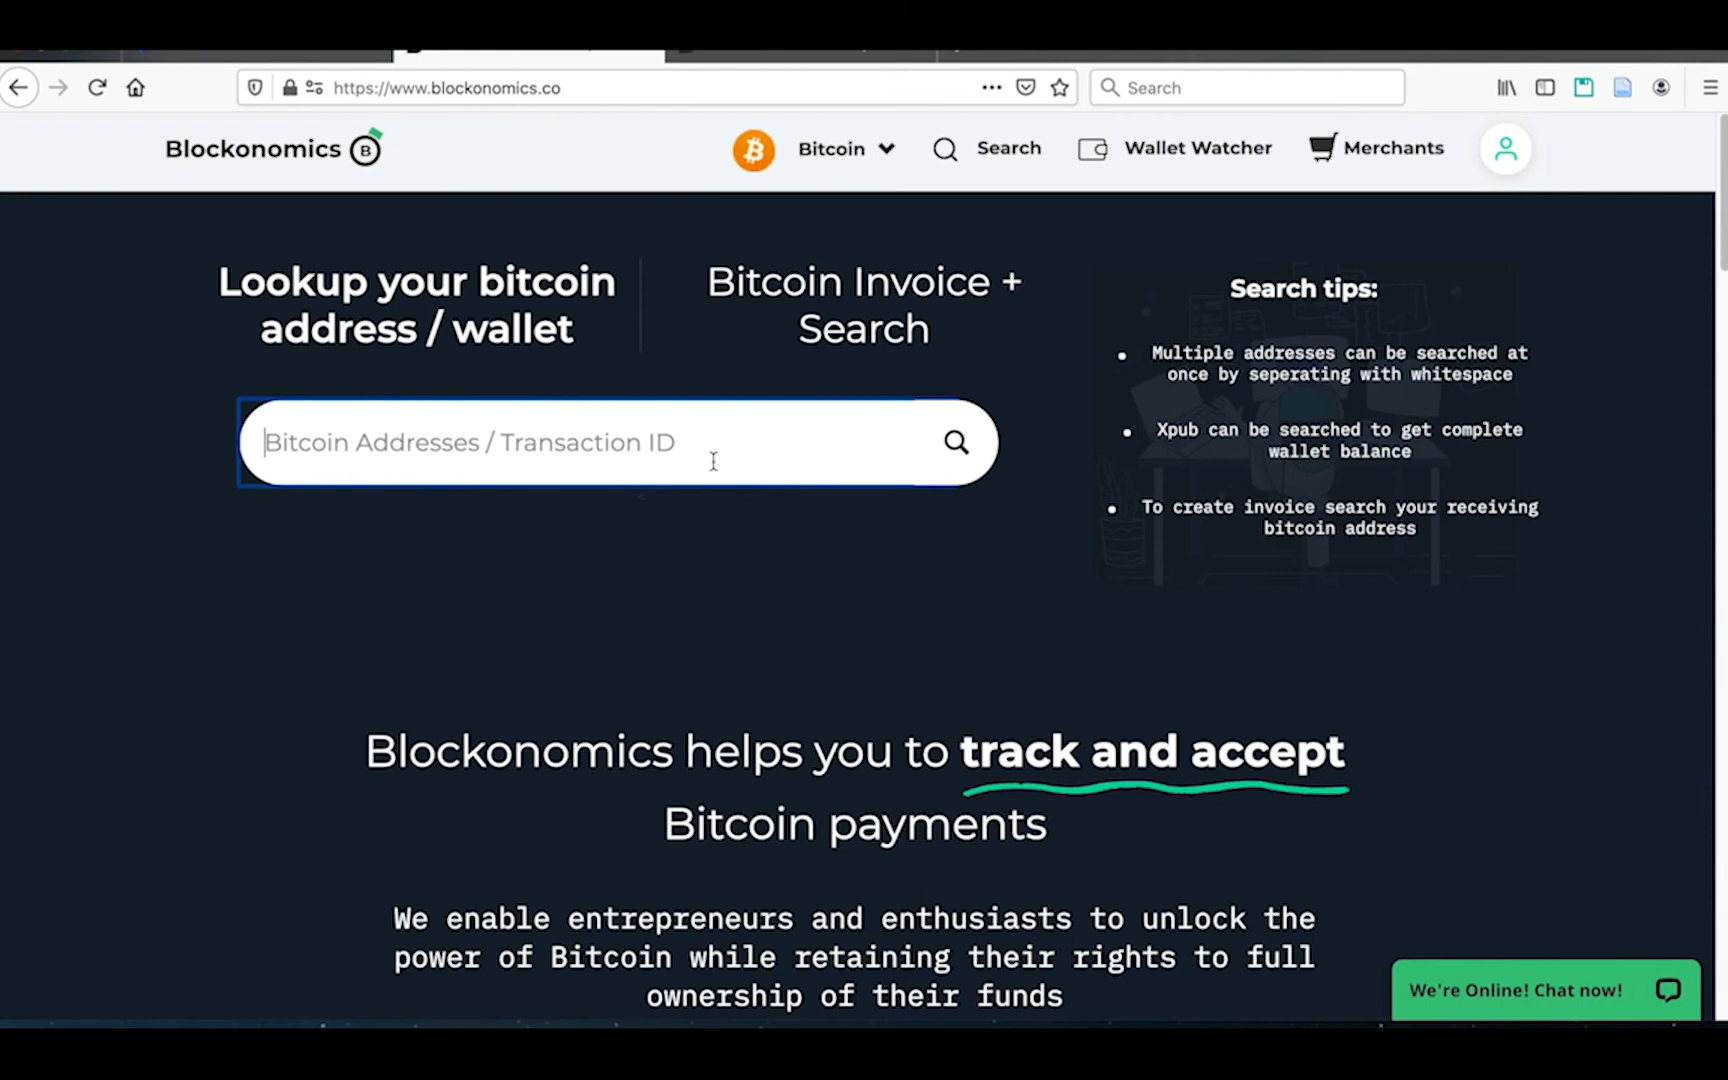 https://www.blockonomics.co
Search
Blockonomics B
Bitcoin
Search
Wallet Watcher
Merchants
Lookup your bitcoin
address / wallet
Bitcoin Invoice +
Search
Bitcoin Addresses / Transaction ID
Search tips:
Multiple addresses can be searched at
once by seperating with whitespace
Xpub can be searched to get complete
wallet balance
To create invoice search your receiving
bitcoin address
Blockonomics helps you to track and accept
Bitcoin payments
We enable entrepreneurs and enthusiasts to unlock the
power of Bitcoin while retaining their rights to full
ownership of their funds
We're Online! Chat now!